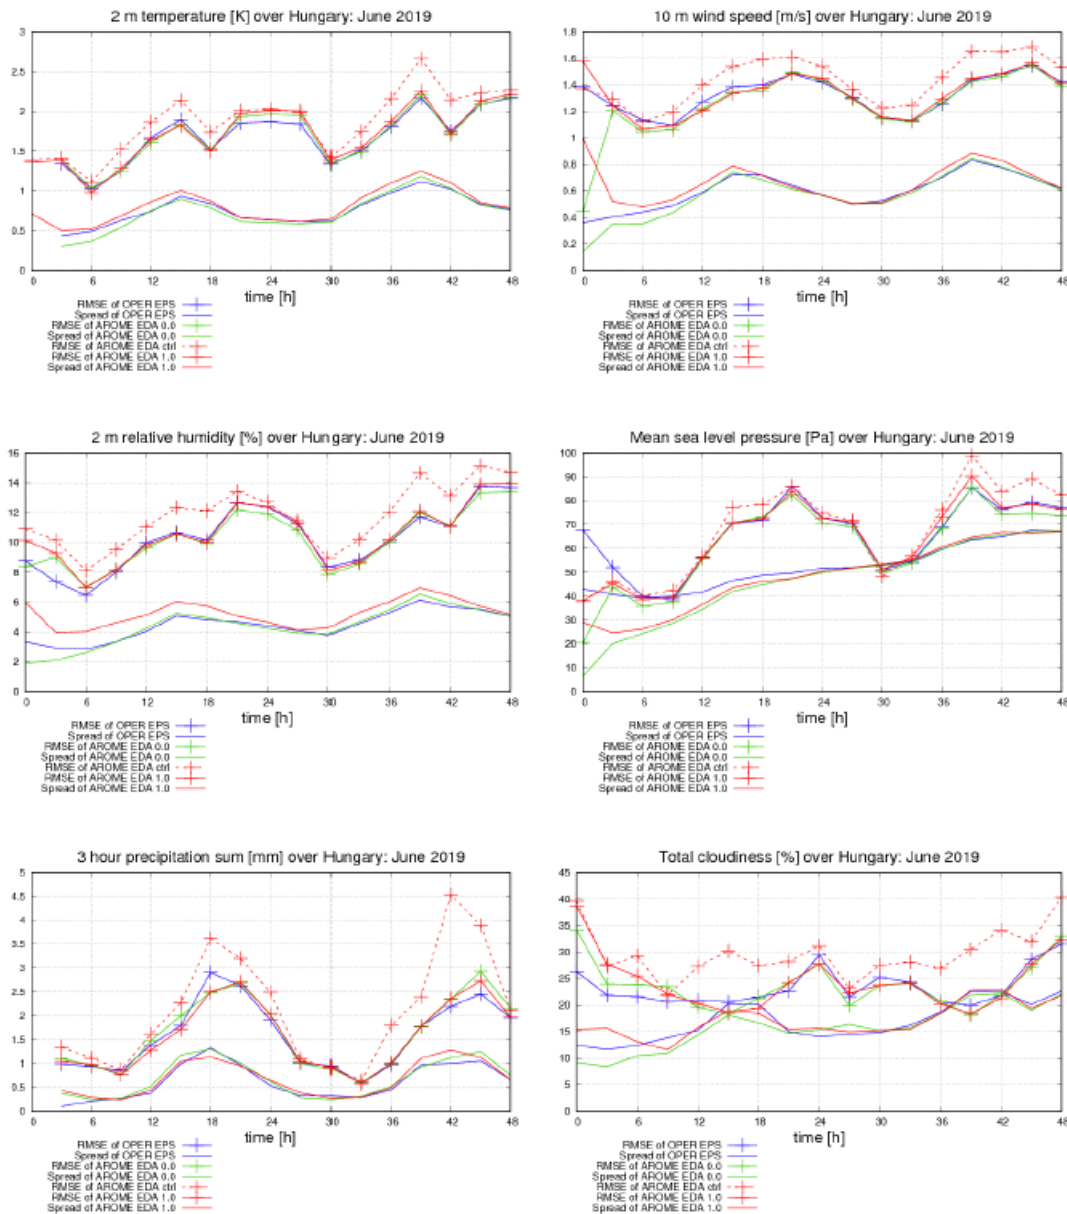 2 m temperature [K] over Hungary: June 2019
3
2.5
2
1.5
1
0.5
0
0 6 12 18 24 30 36 42 48
time [h]
RMSE of OPER EPS
Spread of OPER EPS
RMSE of AROME EDA 0.0
Spread of AROME EDA 0.0
RMSE of AROME EDA ctrl
RMSE of AROME EDA 1.0
Spread of AROME EDA 1.0
10 m wind speed [m/s] over Hungary: June 2019
1.8
1.6
1.4
1.2
1
0.8
0.6
0.4
0.2
0
0 6 12 18 24 30 36 42 48
time [h]
RMSE of OPER EPS
Spread of OPER EPS
RMSE of AROME EDA 0.0
Spread of AROME EDA 0.0
RMSE of AROME EDA ctrl
RMSE of AROME EDA 1.0
Spread of AROME EDA 1.0
2 m relative humidity [%] over Hungary: June 2019
16
14
12
10
8
6
4
2
0
0 6 12 18 24 30 36 42 48
time [h]
RMSE of OPER EPS
Spread of OPER EPS
RMSE of AROME EDA 0.0
Spread of AROME EDA 0.0
RMSE of AROME EDA ctrl
RMSE of AROME EDA 1.0
Spread of AROME EDA 1.0
Mean sea level pressure [Pa] over Hungary: June 2019
100
90
80
70
60
50
40
30
20
10
0
0 6 12 18 24 30 36 42 48
time [h]
RMSE of OPER EPS
Spread of OPER EPS
RMSE of AROME EDA 0.0
Spread of AROME EDA 0.0
RMSE of AROME EDA ctrl
RMSE of AROME EDA 1.0
Spread of AROME EDA 1.0
3 hour precipitation sum [mm] over Hungary: June 2019
5
4.5
4
3.5
3
2.5
2
1.5
1
0.5
0
0 6 12 18 24 30 36 42 48
time [h]
RMSE of OPER EPS
Spread of OPER EPS
RMSE of AROME EDA 0.0
Spread of AROME EDA 0.0
RMSE of AROME EDA ctrl
RMSE of AROME EDA 1.0
Spread of AROME EDA 1.0
Total cloudiness [%] over Hungary: June 2019
45
40
35
30
25
20
15
10
5
0
0 6 12 18 24 30 36 42 48
time [h]
RMSE of OPER EPS
Spread of OPER EPS
RMSE of AROME EDA 0.0
Spread of AROME EDA 0.0
RMSE of AROME EDA ctrl
RMSE of AROME EDA 1.0
Spread of AROME EDA 1.0